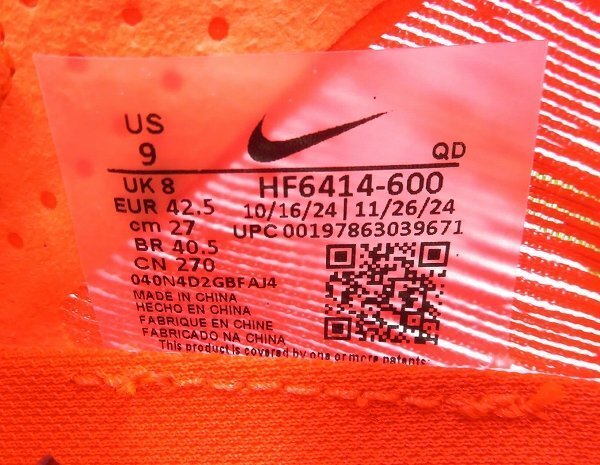 US
9
QD
UK 8
HF6414-600
EUR 42.5
10/16/24 | 11/26/24
cm 27
UPC 00197863039671
BR 40.5
CN 270
040N4D2GBFAJ4
MADE IN CHINA
HECHO EN CHINA
FABRIQUE EN CHINE
FABRICADO NA CHINA
This product is covered by one or more patents: